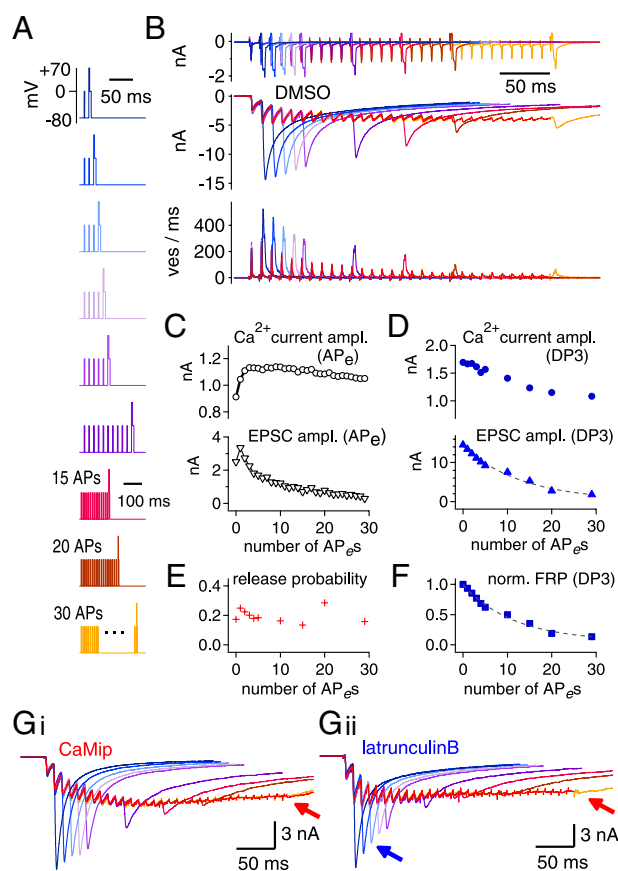 A
+70
mV
0
-80
50 ms
15 APs
100 ms
20 APs
30 APs
B
0
nA
-2
50 ms
DMSO
0
nA
-5
-10
-15
ves / ms
400
200
0
C
Ca2+ current ampl.
(APe)
nA
1.2
1.0
EPSC ampl. (APe)
nA
4
2
0
0 10 20 30
number of APes
D
Ca2+ current ampl.
(DP3)
nA
2.0
1.5
1.0
EPSC ampl. (DP3)
nA
10
0
0 10 20 30
number of APes
E
release probability
0.4
0.2
0.0
0 10 20 30
number of APes
F
norm. FRP (DP3)
1.0
0.5
0.0
0 10 20 30
number of APes
Gi
CaMip
3 nA
50 ms
Gii
latrunculinB
3 nA
50 ms